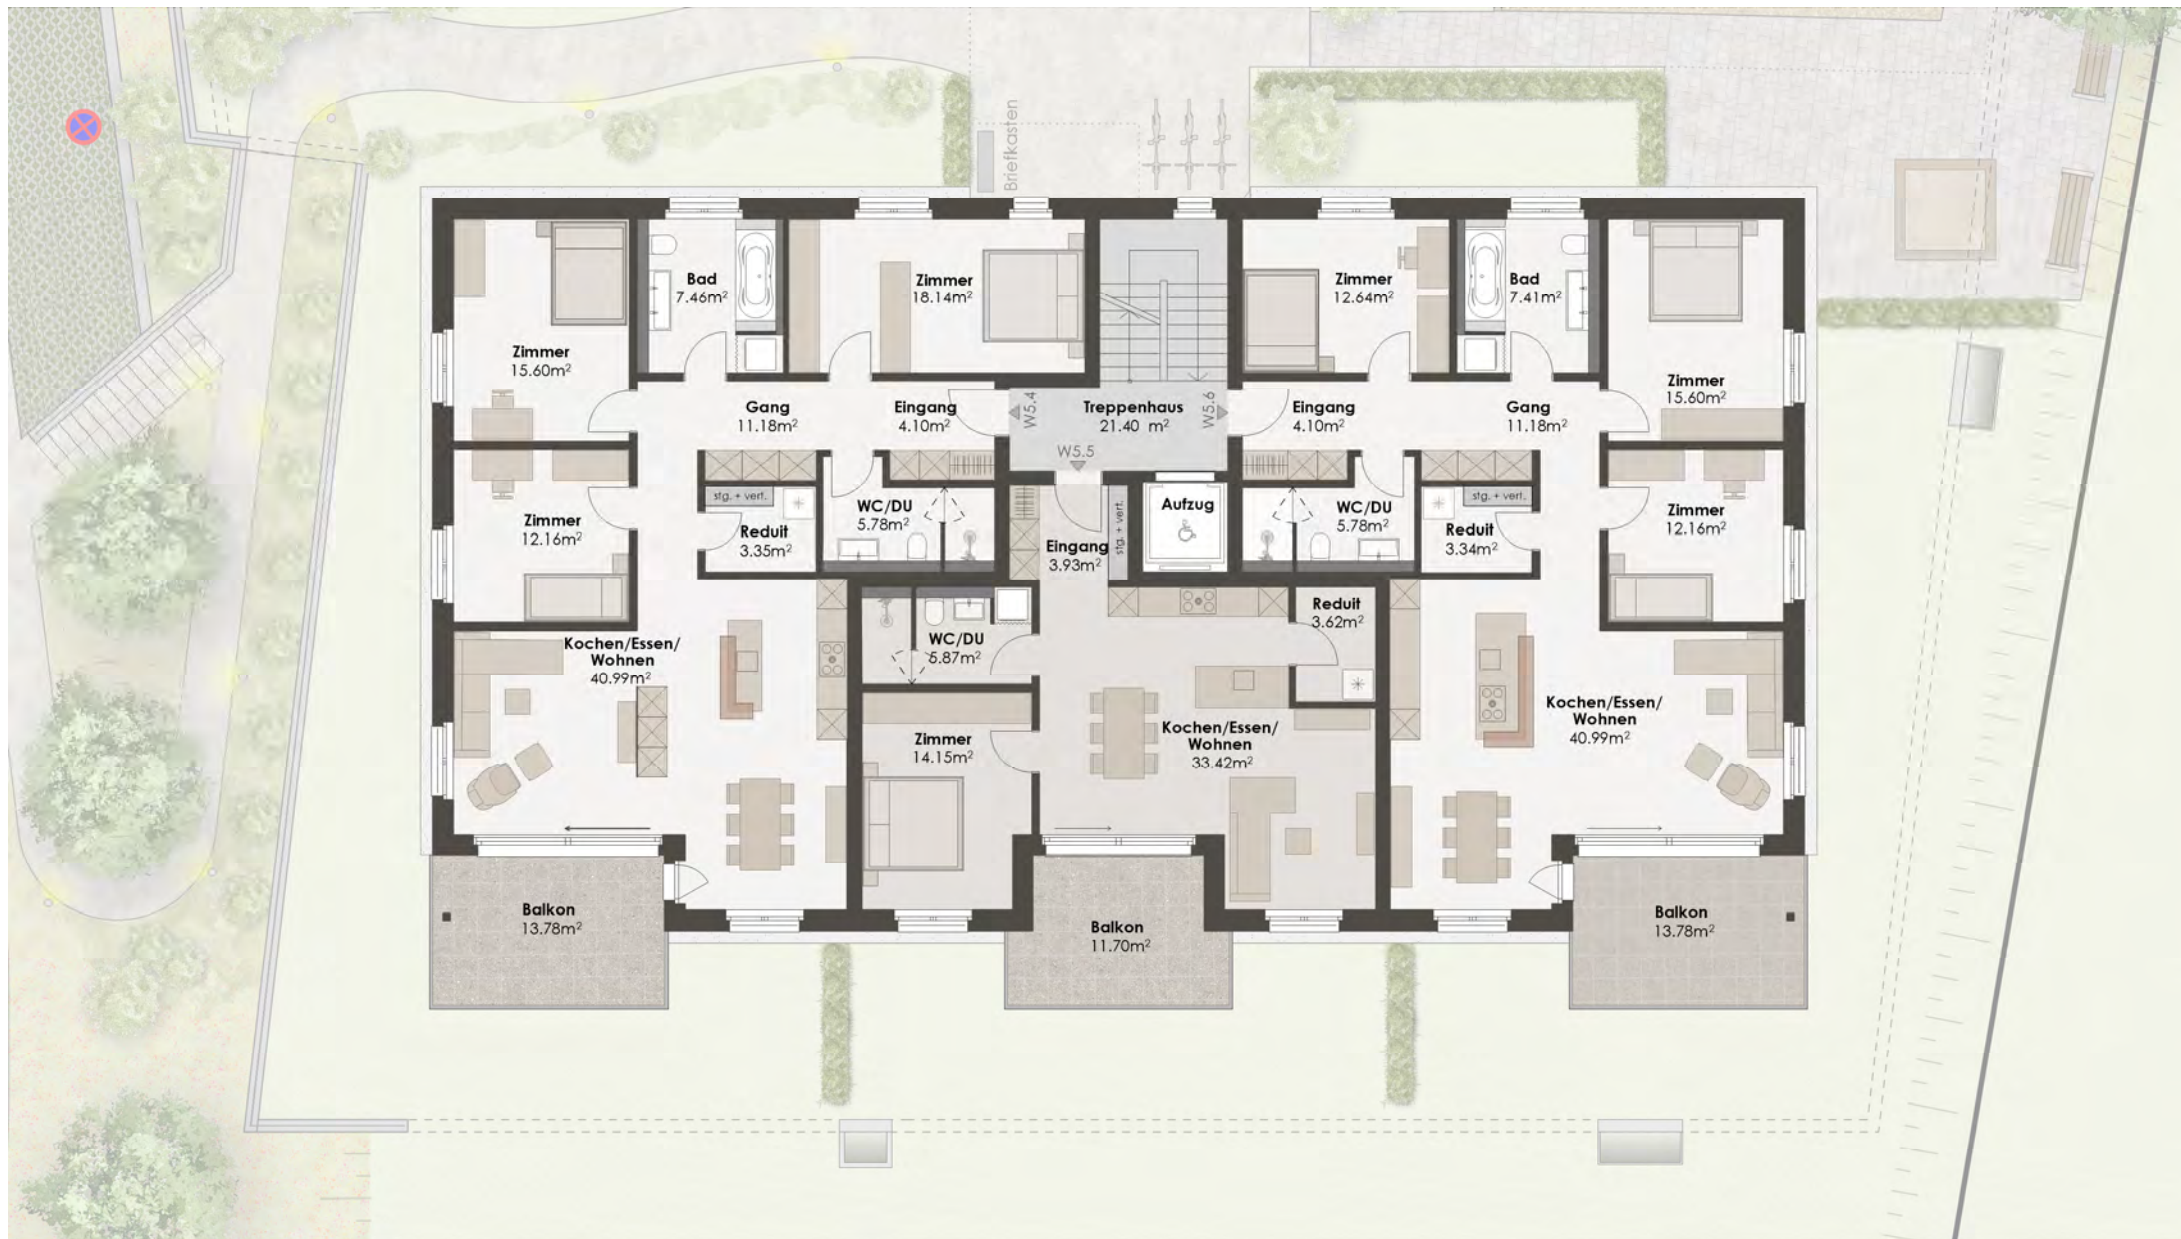 Briefkasten
Bad
7.46m²
Zimmer
18.14m²
Zimmer
12.64m²
Bad
7.41m²
Zimmer
15.60m²
Zimmer
15.60m²
Gang
11.18m²
Eingang
4.10m²
W5.4
Treppenhaus
21.40 m²
W5.6
W5.5
Eingang
4.10m²
Gang
11.18m²
stg. + vert.
Zimmer
12.16m²
Reduit
3.35m²
WC/DU
5.78m²
Eingang
3.93m²
stg. + vert.
Aufzug
WC/DU
5.78m²
stg. + vert.
Reduit
3.34m²
Zimmer
12.16m²
Kochen/Essen/
Wohnen
40.99m²
WC/DU
5.87m²
Reduit
3.62m²
Zimmer
14.15m²
Kochen/Essen/
Wohnen
33.42m²
Kochen/Essen/
Wohnen
40.99m²
Balkon
13.78m²
Balkon
11.70m²
Balkon
13.78m²